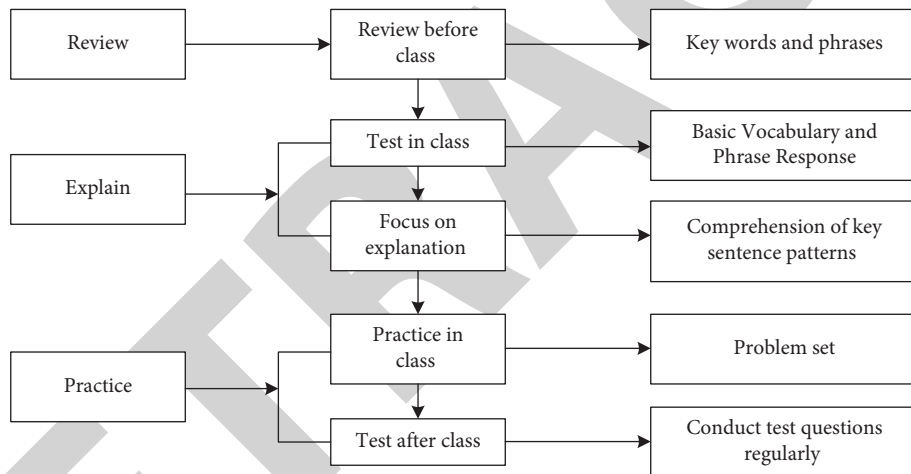 Review
Review before
class
Key words and phrases
Test in class
Basic Vocabulary and
Phrase Response
Explain
Focus on
explanation
Comprehension of key
sentence patterns
Practice in
class
Problem set
Practice
Test after class
Conduct test questions
regularly